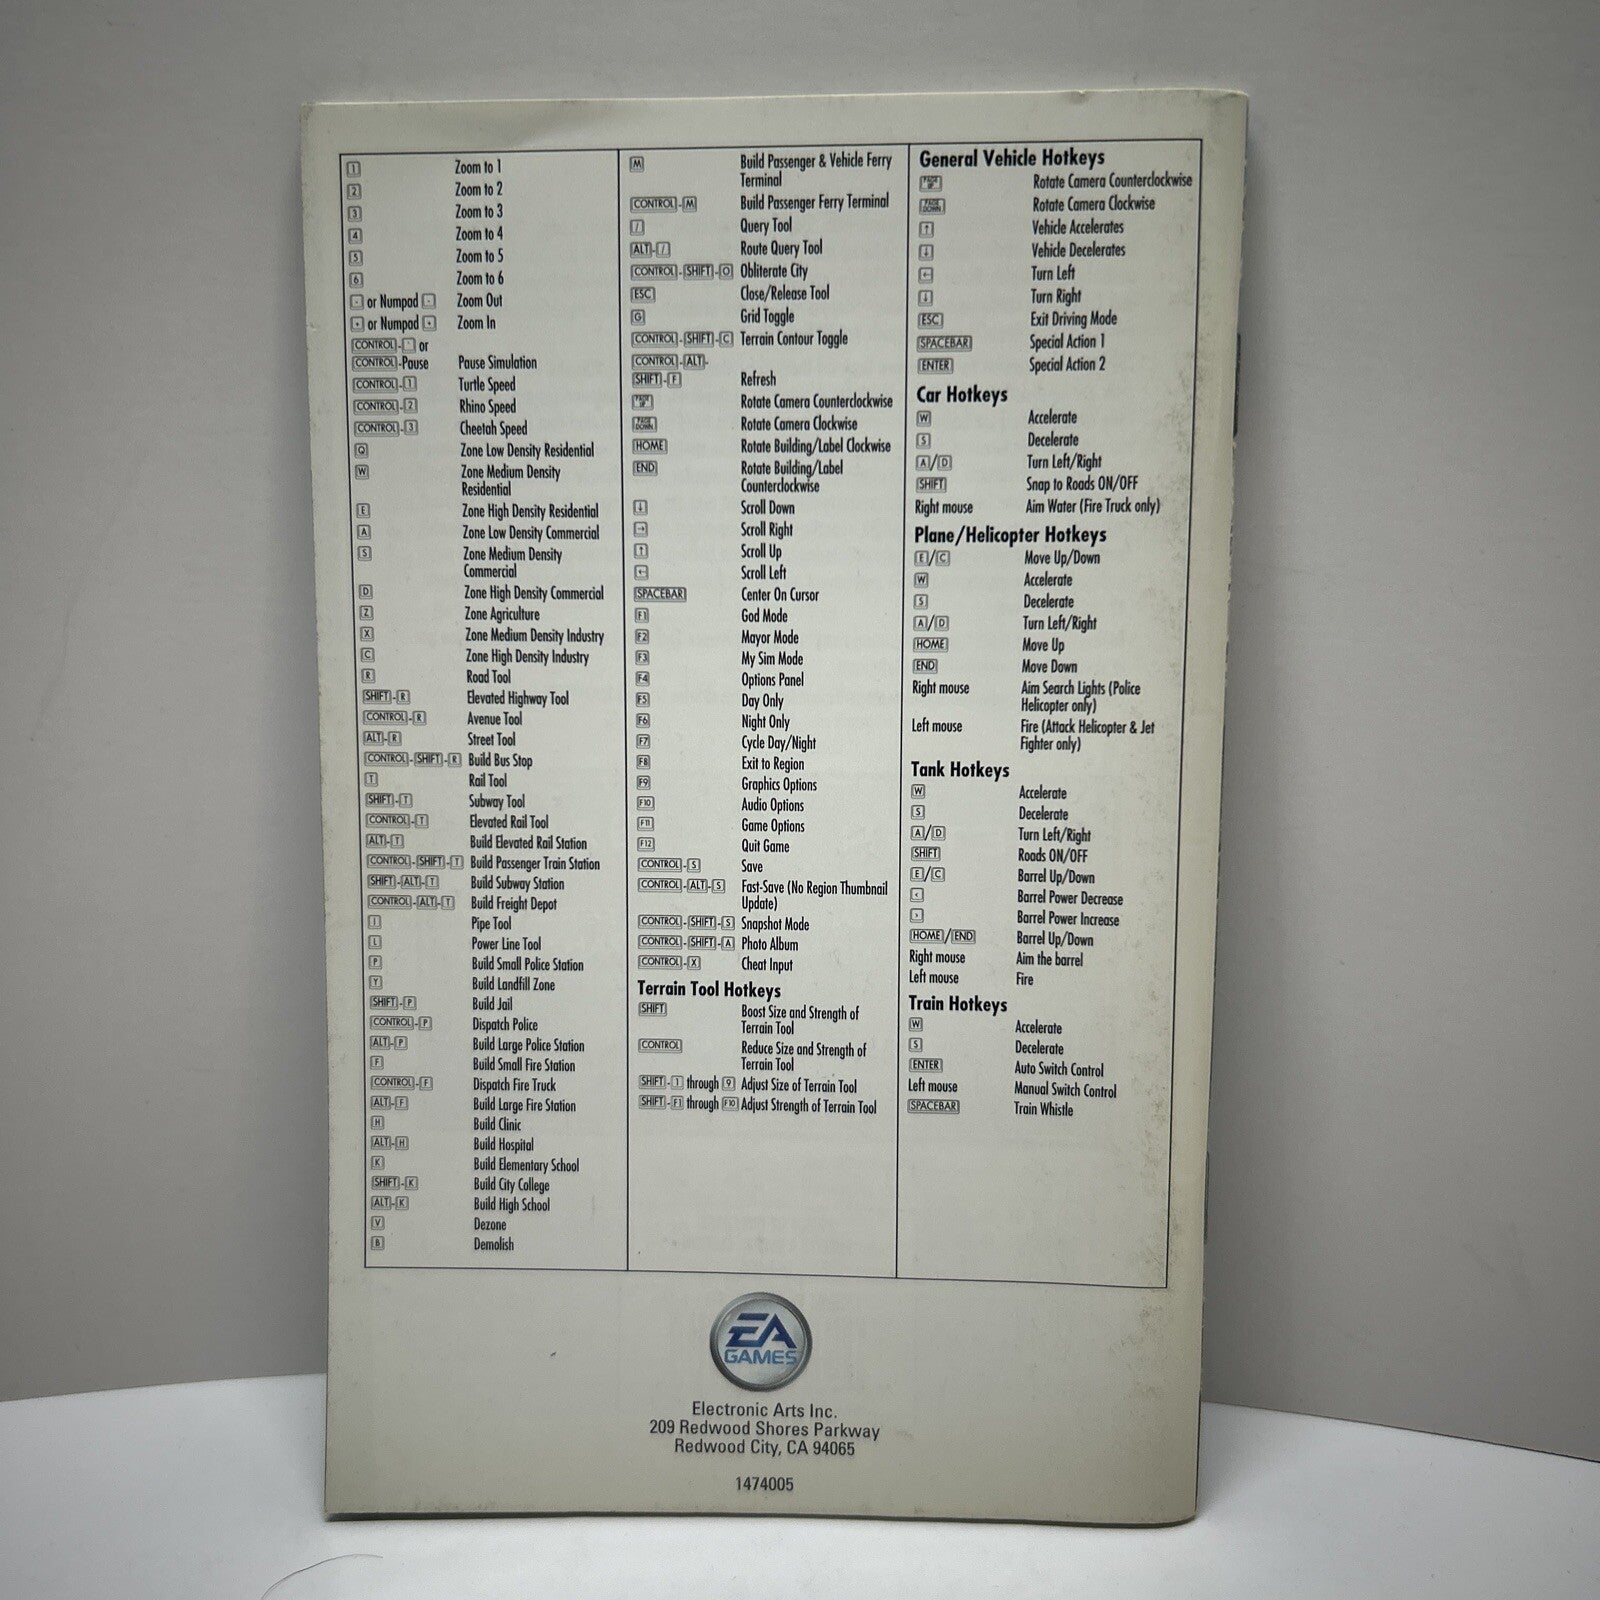 1 Zoom to 1
2 Zoom to 2
3 Zoom to 3
4 Zoom to 4
5 Zoom to 5
6 Zoom to 6
- or Numpad - Zoom Out
+ or Numpad + Zoom In
CONTROL-` or
CONTROL-Pause Pause Simulation
CONTROL-1 Turtle Speed
CONTROL-2 Rhino Speed
CONTROL-3 Cheetah Speed
Q Zone Low Density Residential
W Zone Medium Density
Residential
E Zone High Density Residential
A Zone Low Density Commercial
S Zone Medium Density
Commercial
D Zone High Density Commercial
Z Zone Agriculture
X Zone Medium Density Industry
C Zone High Density Industry
R Road Tool
SHIFT-R Elevated Highway Tool
CONTROL-R Avenue Tool
ALT-R Street Tool
CONTROL-SHIFT-R Build Bus Stop
T Rail Tool
SHIFT-T Subway Tool
CONTROL-T Elevated Rail Tool
ALT-T Build Elevated Rail Station
CONTROL-SHIFT-T Build Passenger Train Station
SHIFT-ALT-T Build Subway Station
CONTROL-ALT-T Build Freight Depot
I Pipe Tool
L Power Line Tool
P Build Small Police Station
Y Build Landfill Zone
SHIFT-P Build Jail
CONTROL-P Dispatch Police
ALT-P Build Large Police Station
F Build Small Fire Station
CONTROL-F Dispatch Fire Truck
ALT-F Build Large Fire Station
H Build Clinic
ALT-H Build Hospital
K Build Elementary School
SHIFT-K Build City College
ALT-K Build High School
V Dezone
B Demolish
M Build Passenger & Vehicle Ferry
Terminal
CONTROL-M Build Passenger Ferry Terminal
/ Query Tool
ALT-/ Route Query Tool
CONTROL-SHIFT-O Obliterate City
ESC Close/Release Tool
G Grid Toggle
CONTROL-SHIFT-C Terrain Contour Toggle
CONTROL-ALT-
SHIFT-F Refresh
PAGE UP Rotate Camera Counterclockwise
PAGE DOWN Rotate Camera Clockwise
HOME Rotate Building/Label Clockwise
END Rotate Building/Label
Counterclockwise
↓ Scroll Down
→ Scroll Right
↑ Scroll Up
← Scroll Left
SPACEBAR Center On Cursor
F1 God Mode
F2 Mayor Mode
F3 My Sim Mode
F4 Options Panel
F5 Day Only
F6 Night Only
F7 Cycle Day/Night
F8 Exit to Region
F9 Graphics Options
F10 Audio Options
F11 Game Options
F12 Quit Game
CONTROL-S Save
CONTROL-ALT-S Fast-Save (No Region Thumbnail
Update)
CONTROL-SHIFT-S Snapshot Mode
CONTROL-SHIFT-A Photo Album
CONTROL-X Cheat Input
Terrain Tool Hotkeys
SHIFT Boost Size and Strength of
Terrain Tool
CONTROL Reduce Size and Strength of
Terrain Tool
SHIFT-1 through 9 Adjust Size of Terrain Tool
SHIFT-F1 through F10 Adjust Strength of Terrain Tool
General Vehicle Hotkeys
PAGE UP Rotate Camera Counterclockwise
PAGE DOWN Rotate Camera Clockwise
↑ Vehicle Accelerates
↓ Vehicle Decelerates
← Turn Left
↓ Turn Right
ESC Exit Driving Mode
SPACEBAR Special Action 1
ENTER Special Action 2
Car Hotkeys
W Accelerate
S Decelerate
A/D Turn Left/Right
SHIFT Snap to Roads ON/OFF
Right mouse Aim Water (Fire Truck only)
Plane/Helicopter Hotkeys
E/C Move Up/Down
W Accelerate
S Decelerate
A/D Turn Left/Right
HOME Move Up
END Move Down
Right mouse Aim Search Lights (Police
Helicopter only)
Left mouse Fire (Attack Helicopter & Jet
Fighter only)
Tank Hotkeys
W Accelerate
S Decelerate
A/D Turn Left/Right
SHIFT Roads ON/OFF
E/C Barrel Up/Down
< Barrel Power Decrease
> Barrel Power Increase
HOME/END Barrel Up/Down
Right mouse Aim the barrel
Left mouse Fire
Train Hotkeys
W Accelerate
S Decelerate
ENTER Auto Switch Control
Left mouse Manual Switch Control
SPACEBAR Train Whistle
EA
GAMES
Electronic Arts Inc.
209 Redwood Shores Parkway
Redwood City, CA 94065
1474005